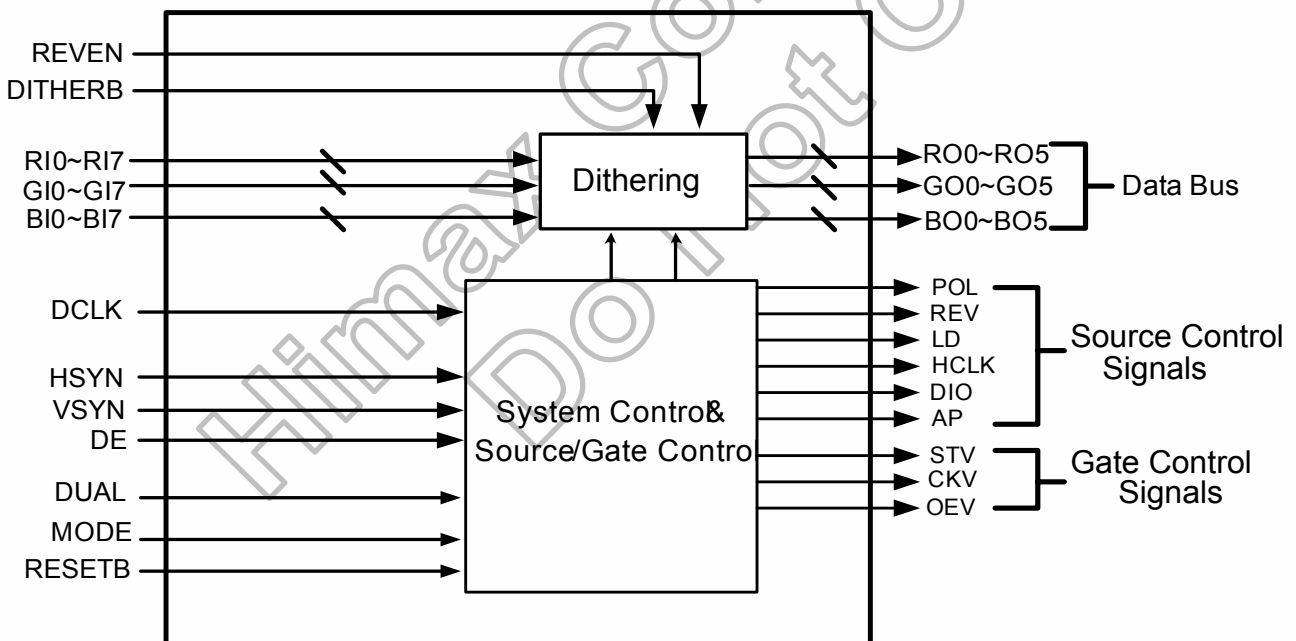 REVEN
DITHERB
RI0~RI7
GI0~GI7
BI0~BI7
Dithering
RO0~RO5
GO0~GO5
BO0~BO5
Data Bus
DCLK
HSYN
VSYN
DE
DUAL
MODE
RESETB
System Control&
Source/Gate Control
POL
REV
LD
HCLK
DIO
AP
Source Control
Signals
STV
CKV
OEV
Gate Control
Signals
Himax Co
Do not